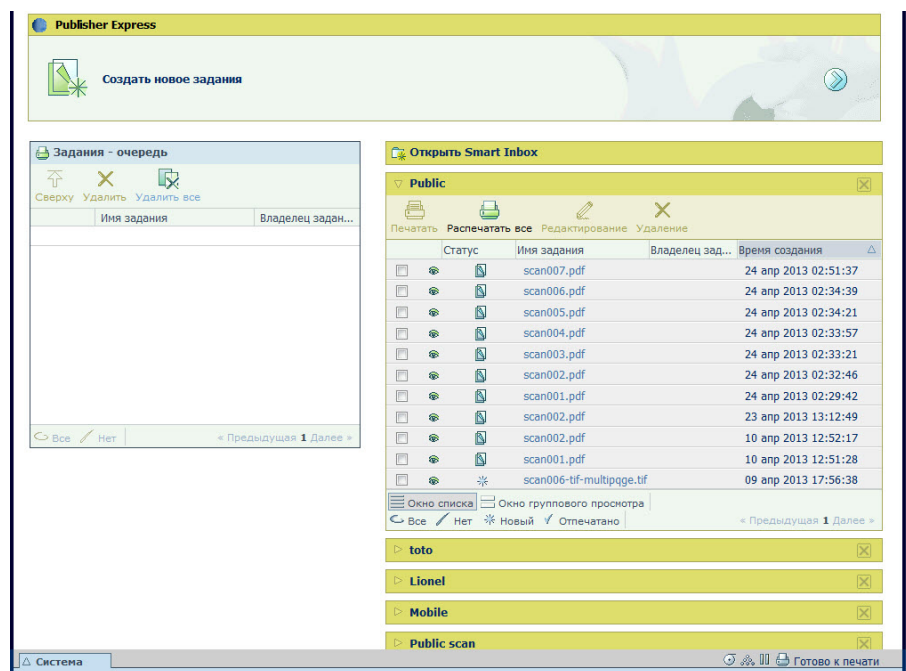 Publisher Express
Создать новое задания
Задания - очередь
Сверху Удалить Удалить все
Имя задания Владелец задан...
Все Нет « Предыдущая 1 Далее »
Открыть Smart Inbox
Public
Печатать Распечатать все Редактирование Удаление
Статус Имя задания Владелец зад... Время создания
scan007.pdf 24 апр 2013 02:51:37
scan006.pdf 24 апр 2013 02:34:39
scan005.pdf 24 апр 2013 02:34:21
scan004.pdf 24 апр 2013 02:33:57
scan003.pdf 24 апр 2013 02:33:21
scan002.pdf 24 апр 2013 02:32:46
scan001.pdf 24 апр 2013 02:29:42
scan002.pdf 23 апр 2013 13:12:49
scan002.pdf 10 апр 2013 12:52:17
scan001.pdf 10 апр 2013 12:51:28
scan006-tif-multipqge.tif 09 апр 2013 17:56:38
Окно списка Окно группового просмотра
Все Нет Новый Отпечатано « Предыдущая 1 Далее »
toto
Lionel
Mobile
Public scan
Система Готово к печати